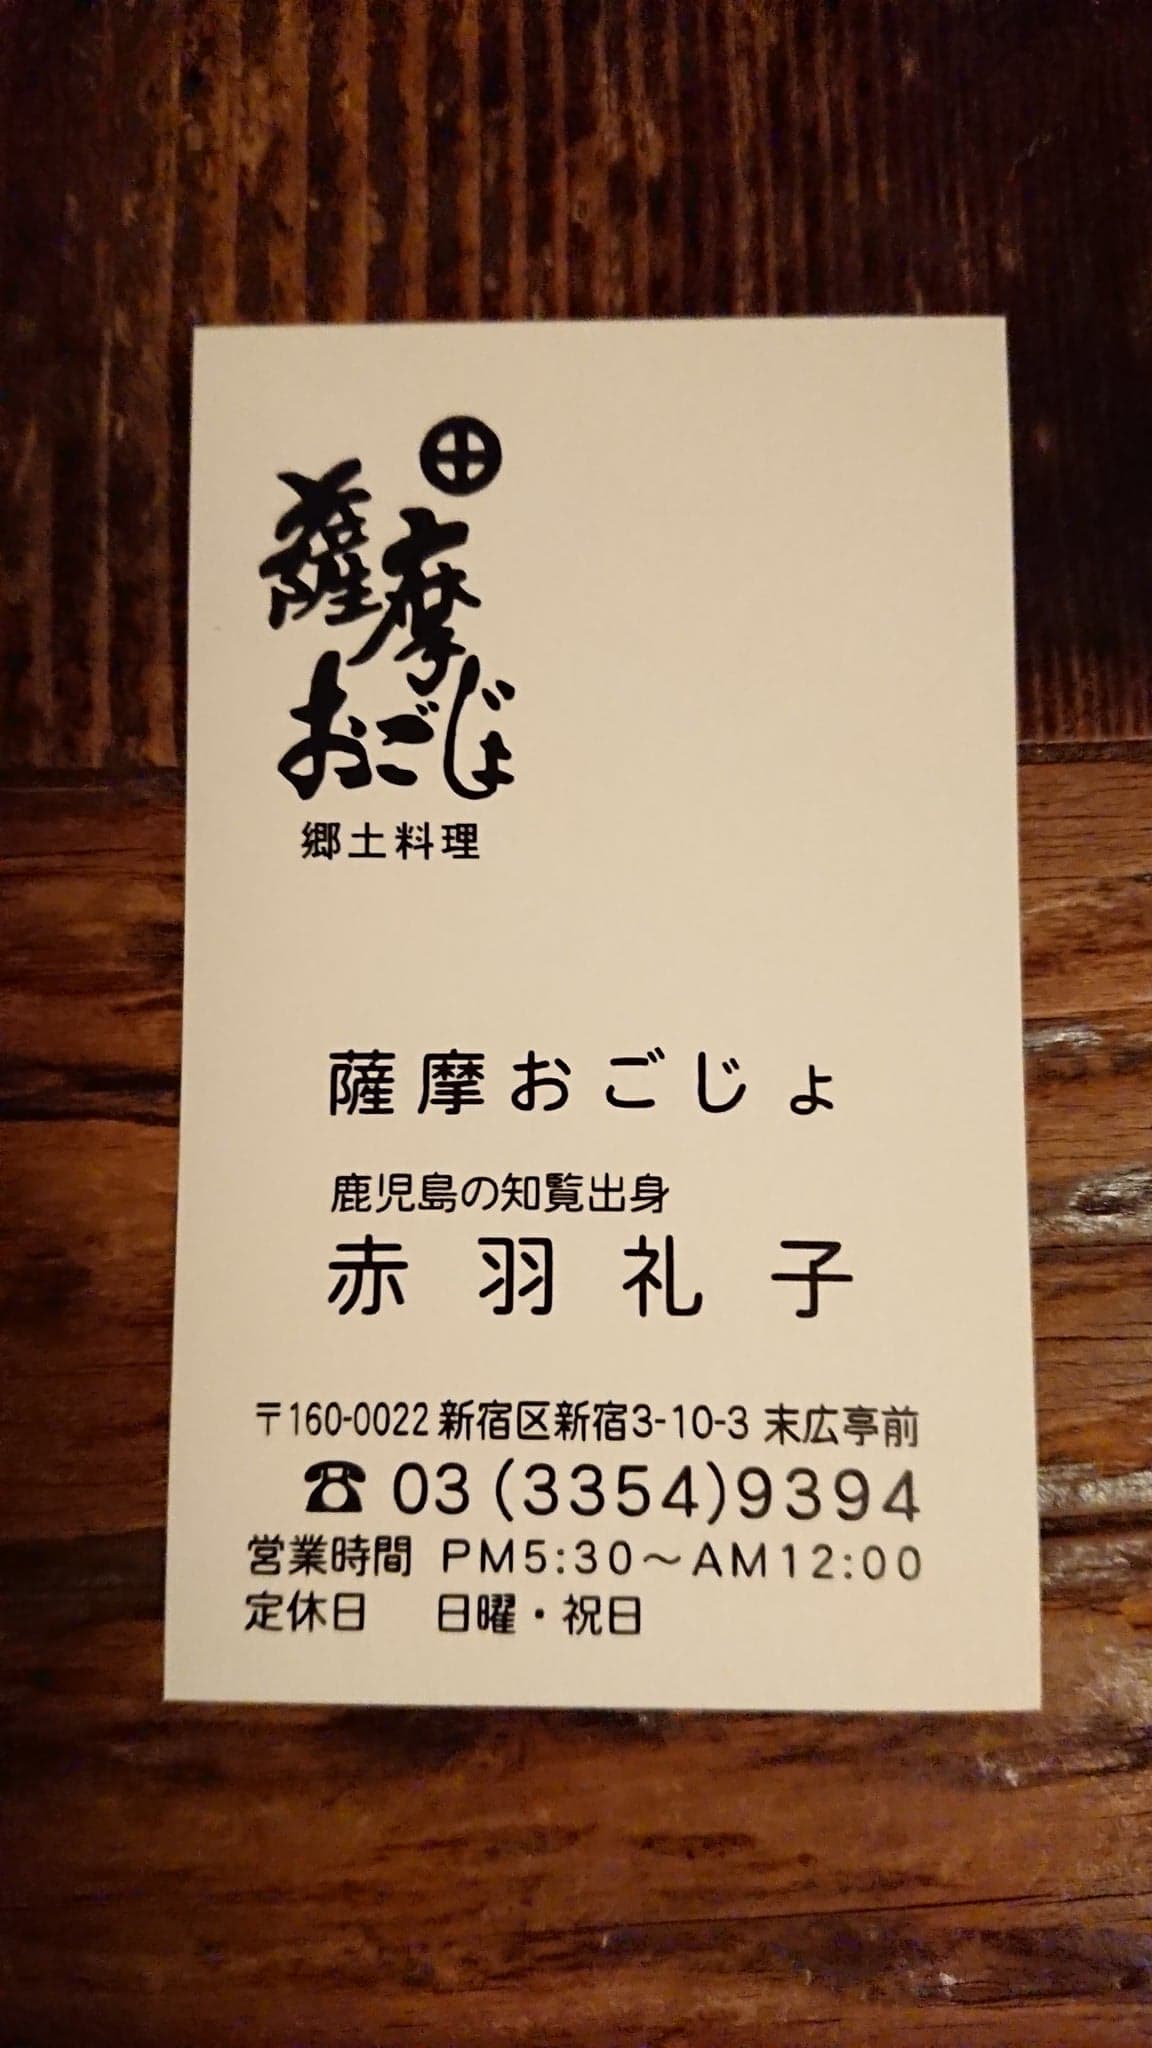 薩摩
おごじょ
郷土料理
薩摩おごじょ
鹿児島の知覧出身
赤羽礼子
〒160-0022 新宿区新宿3-10-3 末広亭前
☎ 03(3354)9394
営業時間 PM5:30〜AM12:00
定休日 日曜・祝日